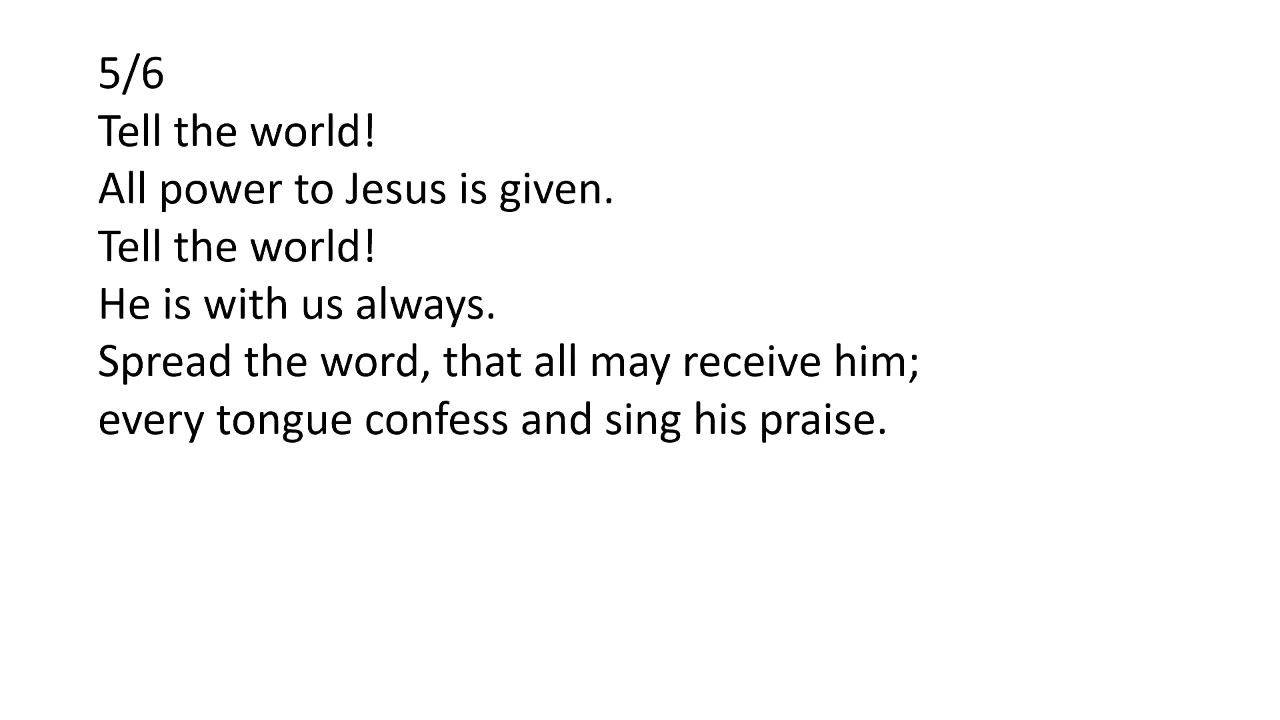 5/6
Tell the world!
All power to Jesus is given.
Tell the world!
He is with us always.
Spread the word, that all may receive him;
every tongue confess and sing his praise.